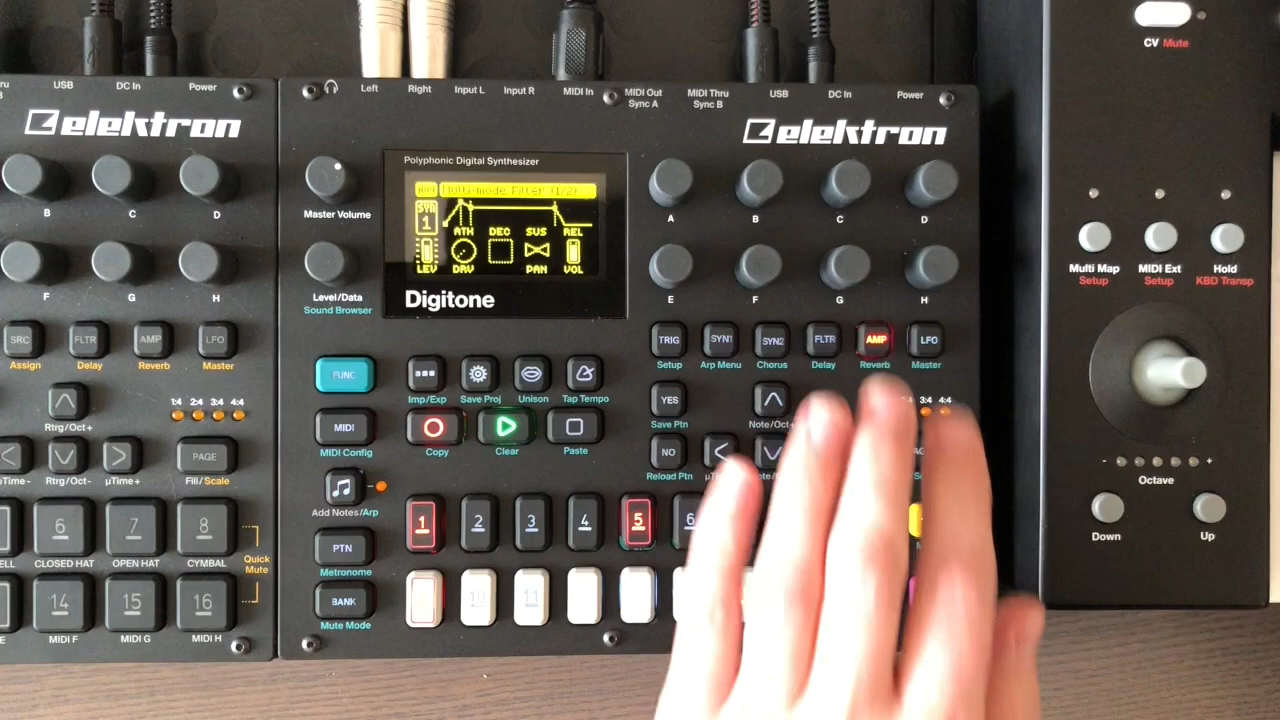 CV Mute
USB
DC In
Power
Left
Right
Input L
Input R
MIDI In
MIDI Out
Sync A
MIDI Thru
Sync B
USB
DC In
Power
elektron
elektron
Polyphonic Digital Synthesizer
Multi-mode Filter (1/2)
SYN
1
ATK
DEC
SUS
REL
LEV
DRV
PAN
VOL
Digitone
Master Volume
Level/Data
Sound Browser
B
C
D
F
G
H
A
B
C
D
E
F
G
H
SRC
FLTR
AMP
LFO
Assign
Delay
Reverb
Master
Rtrg/Oct+
1:4
2:4
3:4
4:4
Rtrg/Oct-
µTime+
PAGE
Fill/Scale
6
7
8
CLOSED HAT
OPEN HAT
CYMBAL
Quick
Mute
14
15
16
MIDI F
MIDI G
MIDI H
FUNC
Imp/Exp
Save Proj
Unison
Tap Tempo
MIDI
MIDI Config
Copy
Clear
Paste
Add Notes/Arp
PTN
Metronome
BANK
Mute Mode
1
2
3
4
5
6
10
11
TRIG
SYN1
SYN2
FLTR
AMP
LFO
Setup
Arp Menu
Chorus
Delay
Reverb
Master
YES
Save Ptn
NO
Reload Ptn
3:4
4:4
Multi Map
Setup
MIDI Ext
Setup
Hold
KBD Transp
- +
Octave
Down
Up